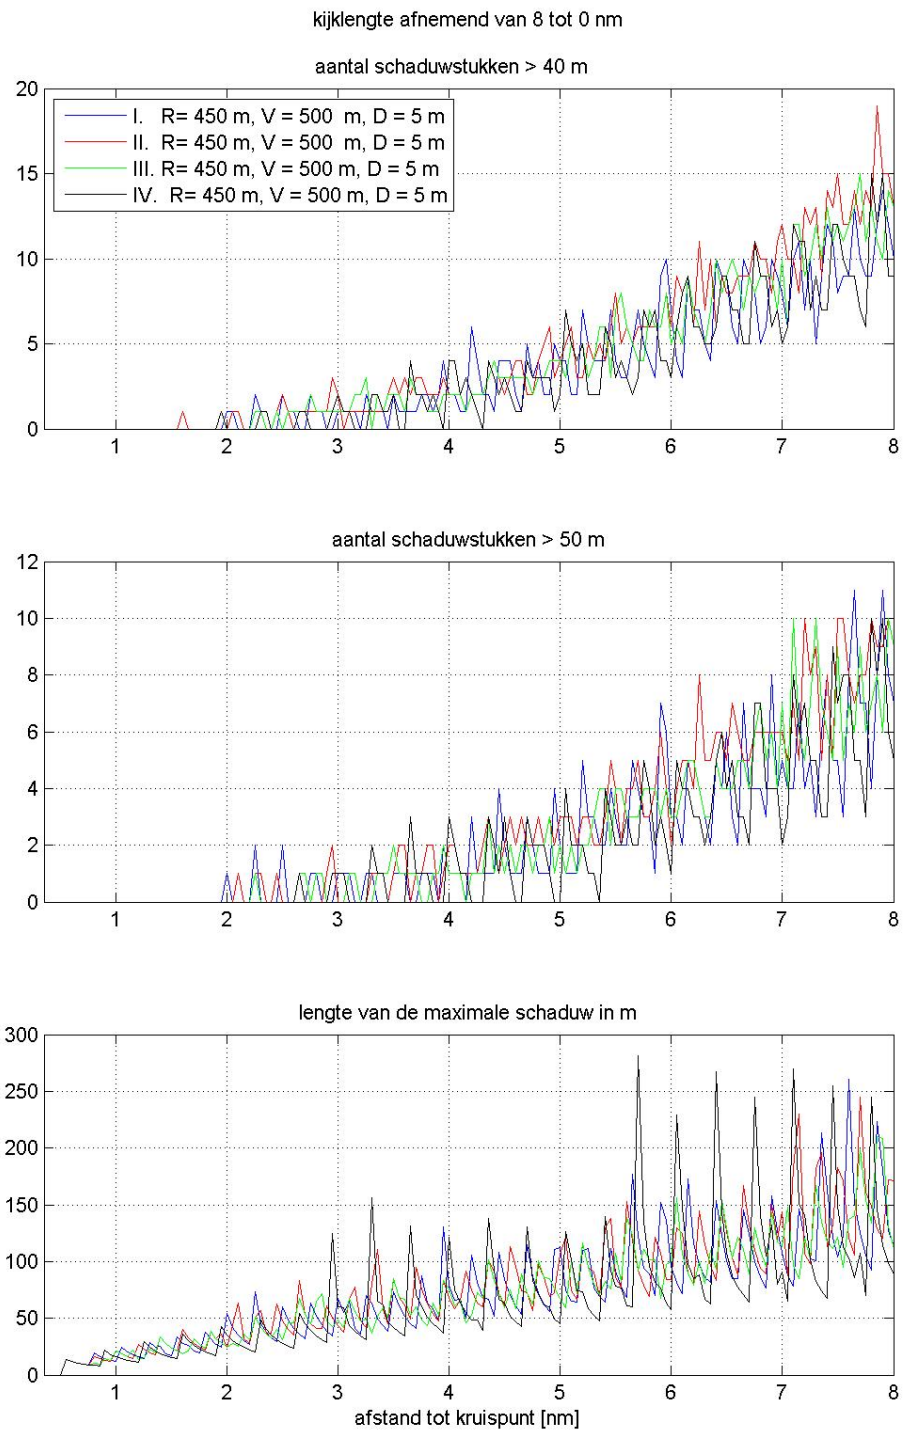 kijklengte afnemend van 8 tot 0 nm
aantal schaduwstukken > 40 m
20
15
10
5
0
I. R= 450 m, V = 500 m, D = 5 m
II. R= 450 m, V = 500 m, D = 5 m
III. R= 450 m, V = 500 m, D = 5 m
IV. R= 450 m, V = 500 m, D = 5 m
1 2 3 4 5 6 7 8
aantal schaduwstukken > 50 m
12
10
8
6
4
2
0
1 2 3 4 5 6 7 8
lengte van de maximale schaduw in m
300
250
200
150
100
50
0
1 2 3 4 5 6 7 8
afstand tot kruispunt [nm]